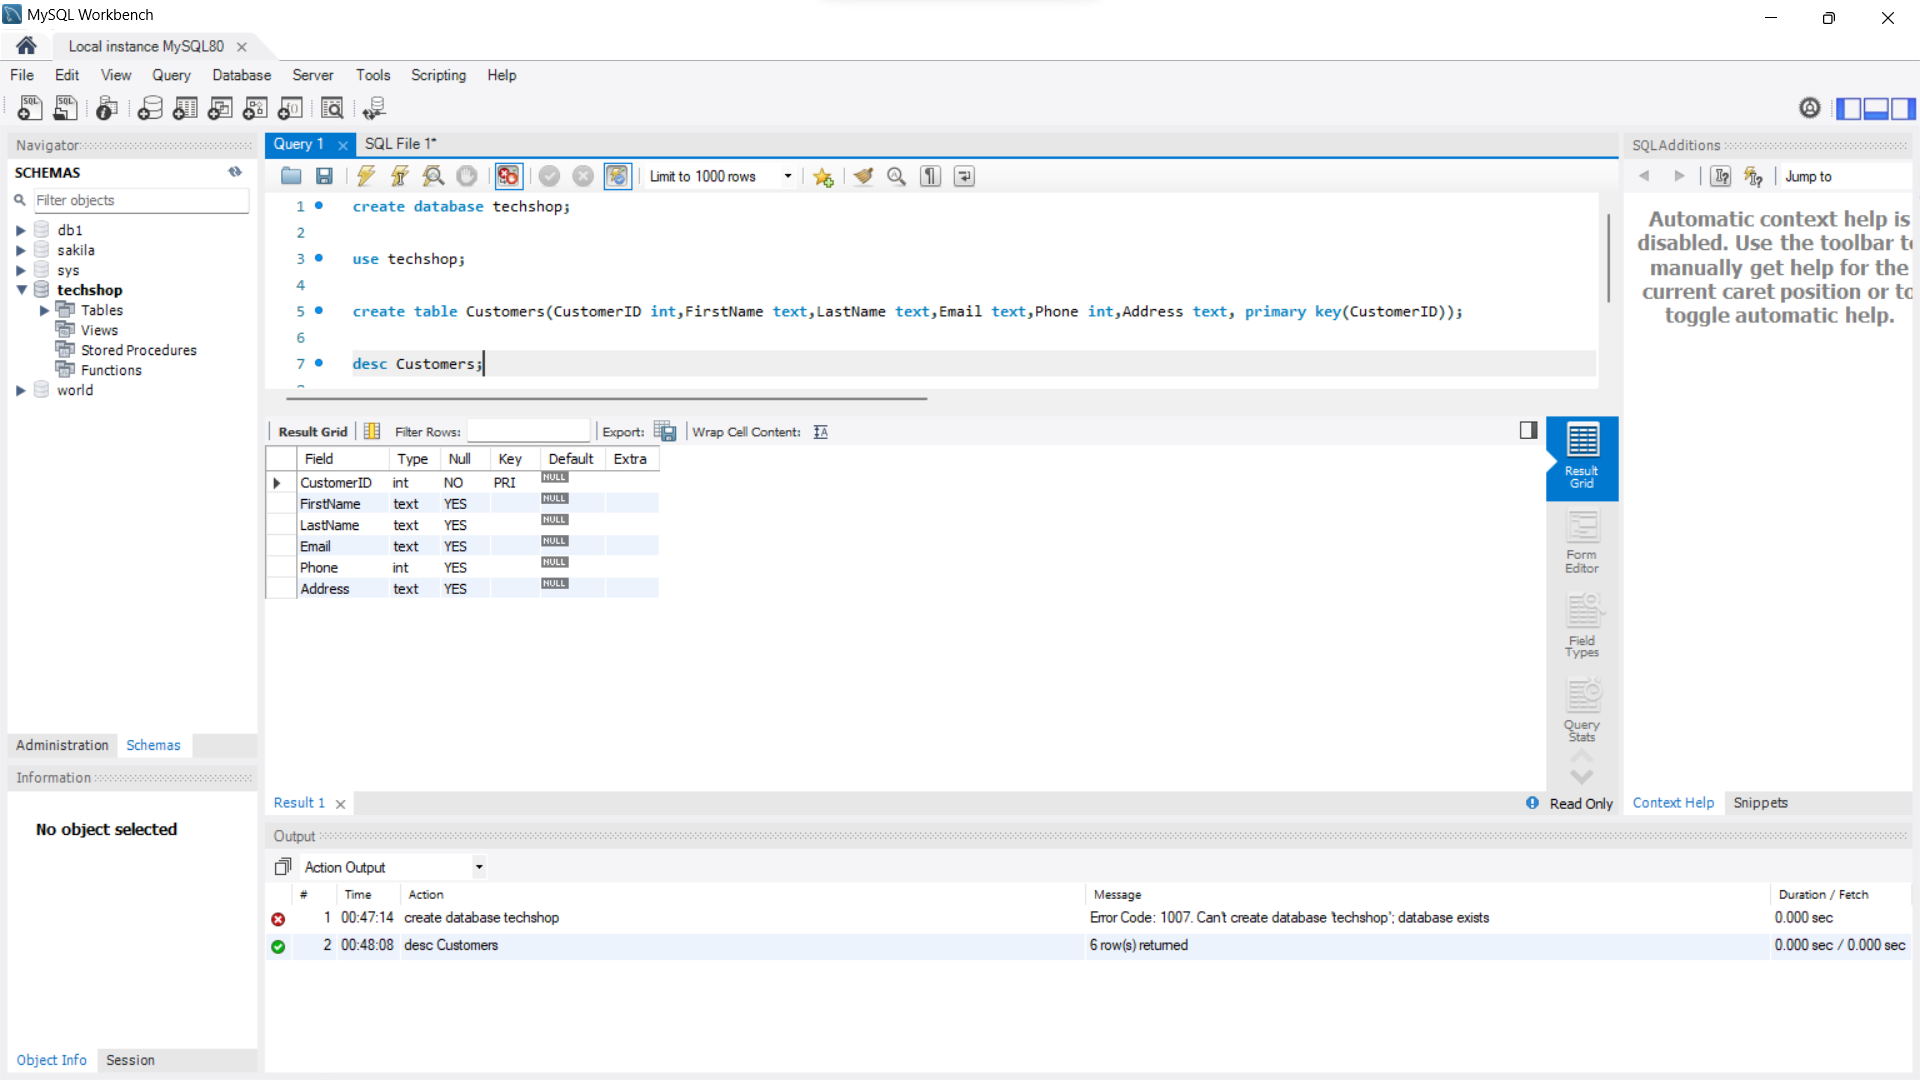 MySQL Workbench
Local instance MySQL80
File Edit View Query Database Server Tools Scripting Help
Navigator
SCHEMAS
Filter objects
db1
sakila
sys
techshop
Tables
Views
Stored Procedures
Functions
world
Administration Schemas
Information
No object selected
Object Info Session
Query 1 SQL File 1*
Limit to 1000 rows
1 create database techshop;
2
3 use techshop;
4
5 create table Customers(CustomerID int,FirstName text,LastName text,Email text,Phone int,Address text, primary key(CustomerID));
6
7 desc Customers;
Result Grid Filter Rows: Export: Wrap Cell Content:
Field Type Null Key Default Extra
CustomerID int NO PRI NULL
FirstName text YES NULL
LastName text YES NULL
Email text YES NULL
Phone int YES NULL
Address text YES NULL
Result
Grid
Form
Editor
Field
Types
Query
Stats
Result 1
Read Only
SQLAdditions
Jump to
Automatic context help is
disabled. Use the toolbar to
manually get help for the
current caret position or to
toggle automatic help.
Context Help Snippets
Output
Action Output
# Time Action Message Duration / Fetch
1 00:47:14 create database techshop Error Code: 1007. Can't create database 'techshop'; database exists 0.000 sec
2 00:48:08 desc Customers 6 row(s) returned 0.000 sec / 0.000 sec